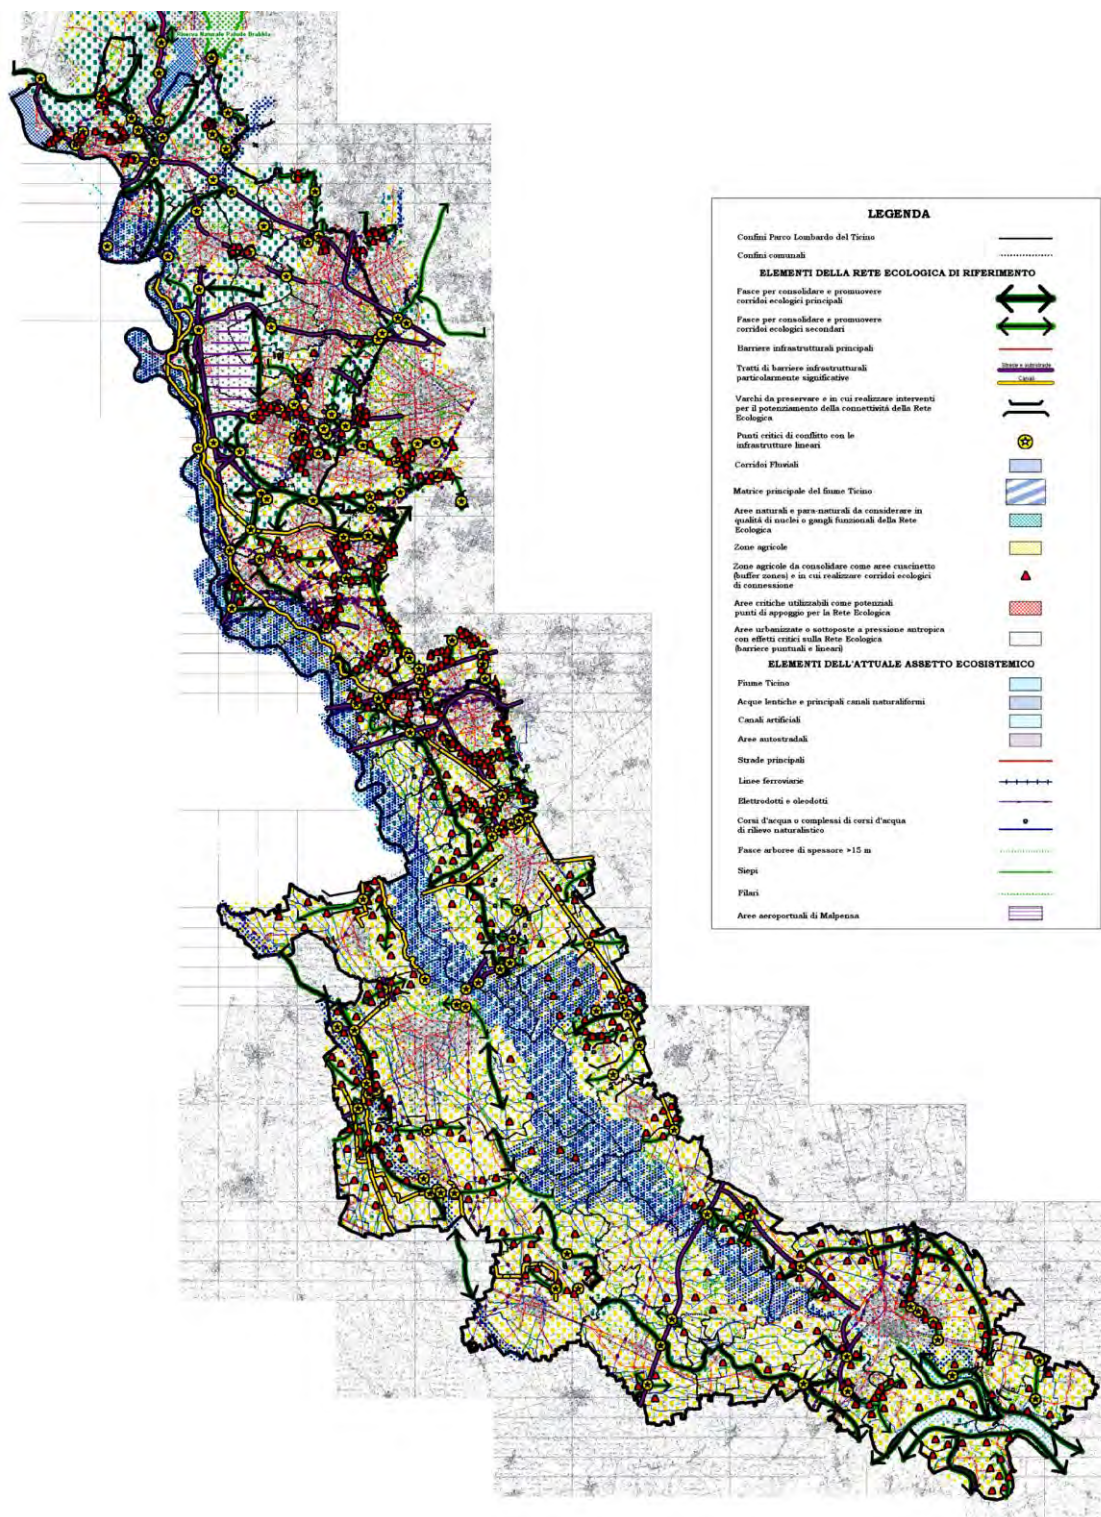 Riserva Naturale Palude Brabbia
LEGENDA
Confini Parco Lombardo del Ticino
Confini comunali
ELEMENTI DELLA RETE ECOLOGICA DI RIFERIMENTO
Fasce per consolidare e promuovere
corridoi ecologici principali
Fasce per consolidare e promuovere
corridoi ecologici secondari
Barriere infrastrutturali principali
Tratti di barriere infrastrutturali
particolarmente significative
Strade e autostrade
Canali
Varchi da preservare e in cui realizzare interventi
per il potenziamento della connettività della Rete
Ecologica
Punti critici di conflitto con le
infrastrutture lineari
Corridoi Fluviali
Matrice principale del fiume Ticino
Aree naturali e para-naturali da considerare in
qualità di nuclei o gangli funzionali della Rete
Ecologica
Zone agricole
Zone agricole da consolidare come aree cuscinetto
(buffer zones) e in cui realizzare corridoi ecologici
di connessione
Aree critiche utilizzabili come potenziali
punti di appoggio per la Rete Ecologica
Aree urbanizzate o sottoposte a pressione antropica
con effetti critici sulla Rete Ecologica
(barriere puntuali e lineari)
ELEMENTI DELL'ATTUALE ASSETTO ECOSISTEMICO
Fiume Ticino
Acque lentiche e principali canali naturaliformi
Canali artificiali
Aree autostradali
Strade principali
Linee ferroviarie
Elettrodotti e oleodotti
Corsi d'acqua o complessi di corsi d'acqua
di rilievo naturalistico
Fasce arboree di spessore >15 m
Siepi
Filari
Aree aeroportuali di Malpensa